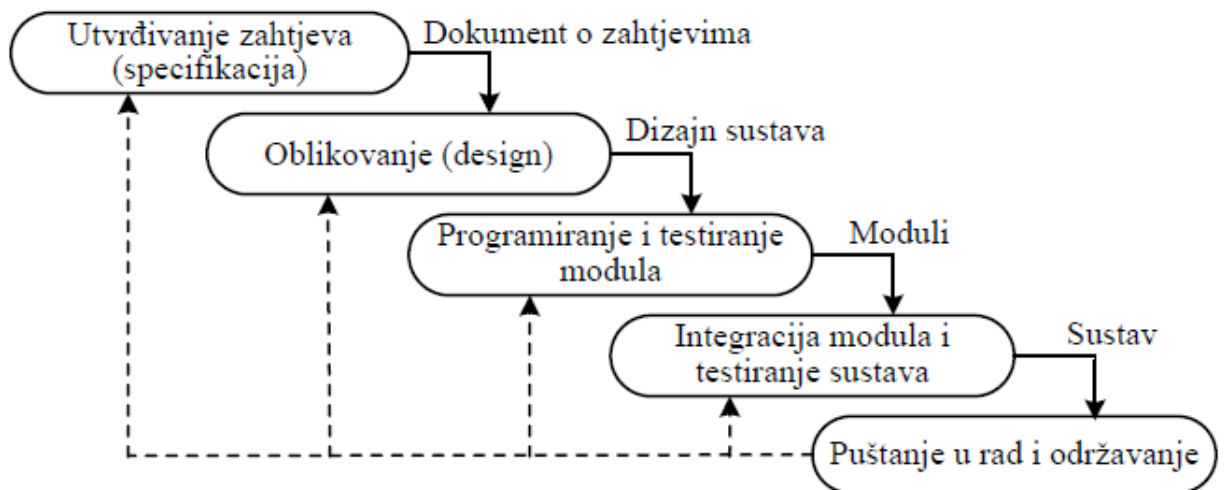 Utvrđivanje zahtjeva
(specifikacija)
Dokument o zahtjevima
Oblikovanje (design)
Dizajn sustava
Programiranje i testiranje
modula
Moduli
Integracija modula i
testiranje sustava
Sustav
Puštanje u rad i održavanje